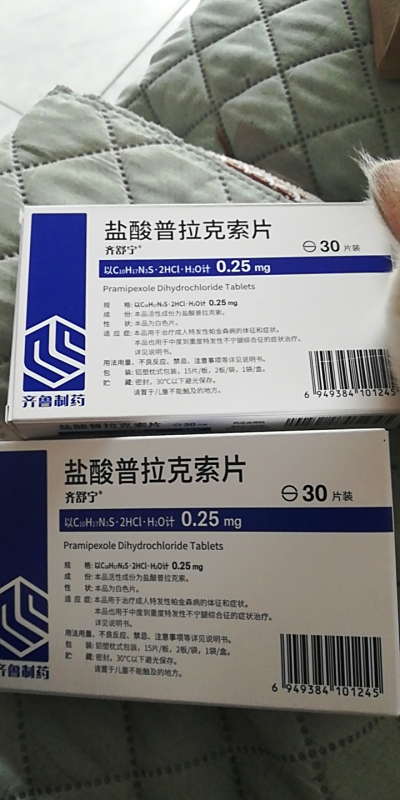 盐酸普拉克索片
齐舒宁®
30 片装
以C₁₀H₁₇N₃S·2HCl·H₂O计 0.25 mg
Pramipexole Dihydrochloride Tablets
规 格: 以C₁₀H₁₇N₃S·2HCl·H₂O计 0.25 mg
成 份: 本品活性成份为盐酸普拉克索。
性 状: 本品为白色片。
适 应 症: 本品用于治疗成人特发性帕金森病的体征和症状。
本品也用于中度到重度特发性不宁腿综合征的症状治疗。
详见说明书。
用法用量、不良反应、禁忌、注意事项等详见说明书。
包 装: 铝塑枕式包装，15片/板，2板/袋，1袋/盒。
贮 藏: 密封，30℃以下避光保存。
请置于儿童不能触及的地方。
齐鲁制药
6 949384 101245
盐酸普拉克索片
盐酸普拉克索片
齐舒宁®
30 片装
以C₁₀H₁₇N₃S·2HCl·H₂O计 0.25 mg
Pramipexole Dihydrochloride Tablets
规 格: 以C₁₀H₁₇N₃S·2HCl·H₂O计 0.25 mg
成 份: 本品活性成份为盐酸普拉克索。
性 状: 本品为白色片。
适 应 症: 本品用于治疗成人特发性帕金森病的体征和症状。
本品也用于中度到重度特发性不宁腿综合征的症状治疗。
详见说明书。
用法用量、不良反应、禁忌、注意事项等详见说明书。
包 装: 铝塑枕式包装，15片/板，2板/袋，1袋/盒。
贮 藏: 密封，30℃以下避光保存。
请置于儿童不能触及的地方。
齐鲁制药
6 949384 101245